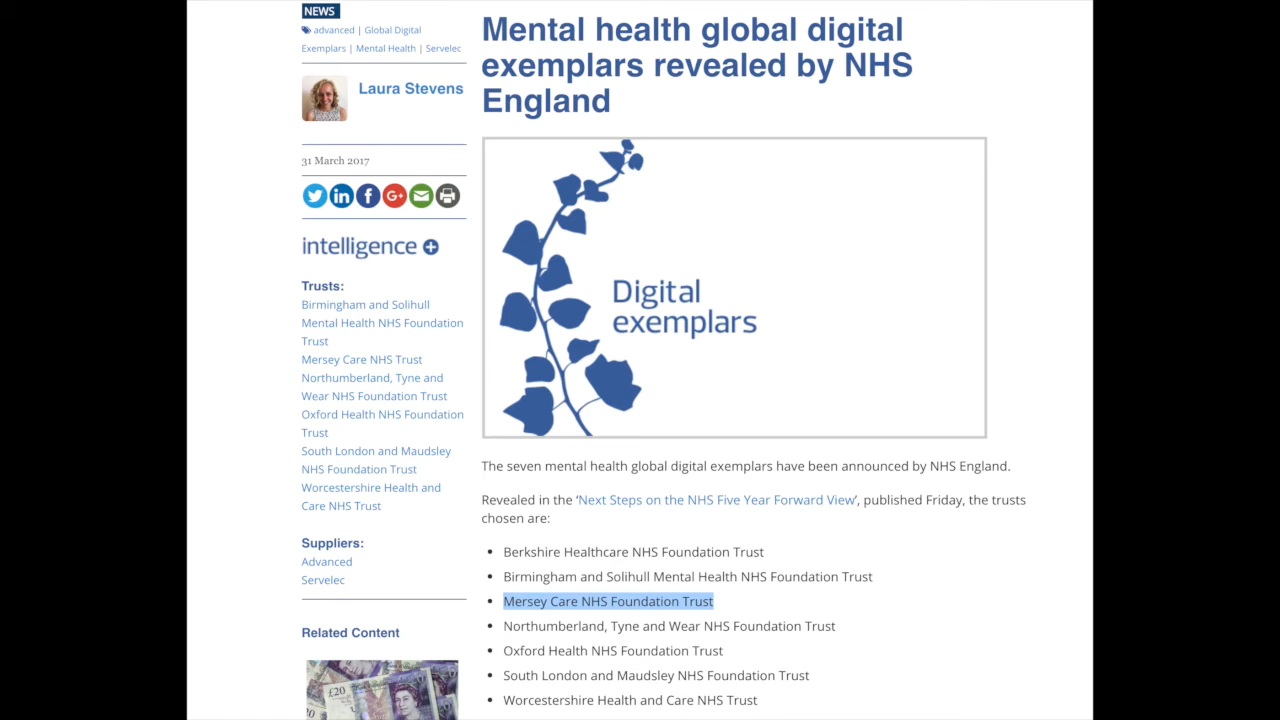 NEWS
advanced | Global Digital
Exemplars | Mental Health | Servelec
Laura Stevens
31 March 2017
intelligence
Trusts:
Birmingham and Solihull
Mental Health NHS Foundation
Trust
Mersey Care NHS Trust
Northumberland, Tyne and
Wear NHS Foundation Trust
Oxford Health NHS Foundation
Trust
South London and Maudsley
NHS Foundation Trust
Worcestershire Health and
Care NHS Trust
Suppliers:
Advanced
Servelec
Related Content
£20
Mental health global digital
exemplars revealed by NHS
England
Digital
exemplars
The seven mental health global digital exemplars have been announced by NHS England.
Revealed in the ‘Next Steps on the NHS Five Year Forward View’, published Friday, the trusts
chosen are:
• Berkshire Healthcare NHS Foundation Trust
• Birmingham and Solihull Mental Health NHS Foundation Trust
• Mersey Care NHS Foundation Trust
• Northumberland, Tyne and Wear NHS Foundation Trust
• Oxford Health NHS Foundation Trust
• South London and Maudsley NHS Foundation Trust
• Worcestershire Health and Care NHS Trust